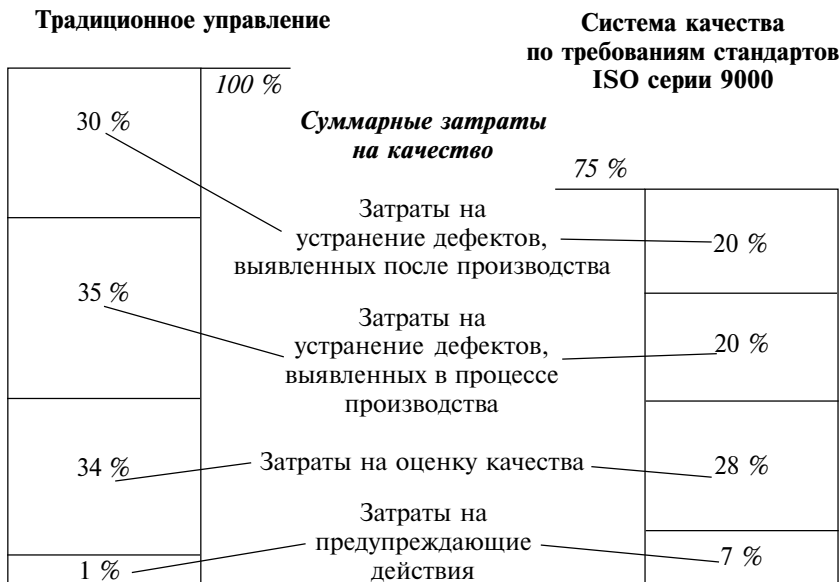 Традиционное управление
Система качества
по требованиям стандартов
ISO серии 9000
100 %
30 %
Суммарные затраты
на качество
75 %
Затраты на
устранение дефектов,
выявленных после производства
20 %
35 %
Затраты на
устранение дефектов,
выявленных в процессе
производства
20 %
34 %
Затраты на оценку качества
28 %
Затраты на
предупреждающие
действия
1 %
7 %